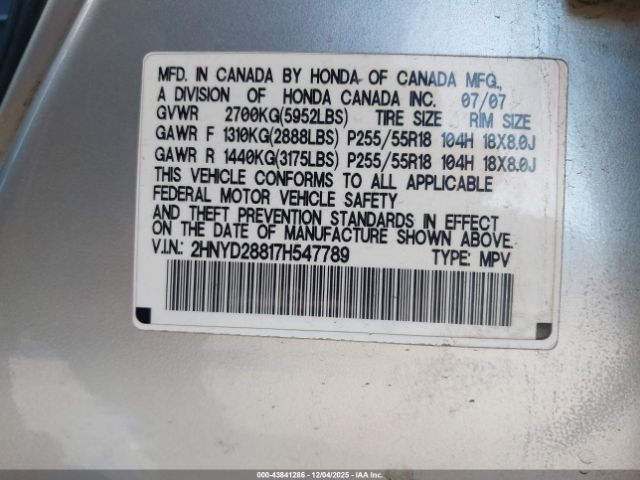 MFD. IN CANADA BY HONDA OF CANADA MFG.,
A DIVISION OF HONDA CANADA INC. 07/07
GVWR 2700KG(5952LBS) TIRE SIZE RIM SIZE
GAWR F 1310KG(2888LBS) P255/55R18 104H 18X8.0J
GAWR R 1440KG(3175LBS) P255/55R18 104H 18X8.0J
THIS VEHICLE CONFORMS TO ALL APPLICABLE
FEDERAL MOTOR VEHICLE SAFETY
AND THEFT PREVENTION STANDARDS IN EFFECT
ON THE DATE OF MANUFACTURE SHOWN ABOVE.
V.I.N.: 2HNYD28817H547789 TYPE: MPV
000-43841286 - 12/04/2025 - IAA.com